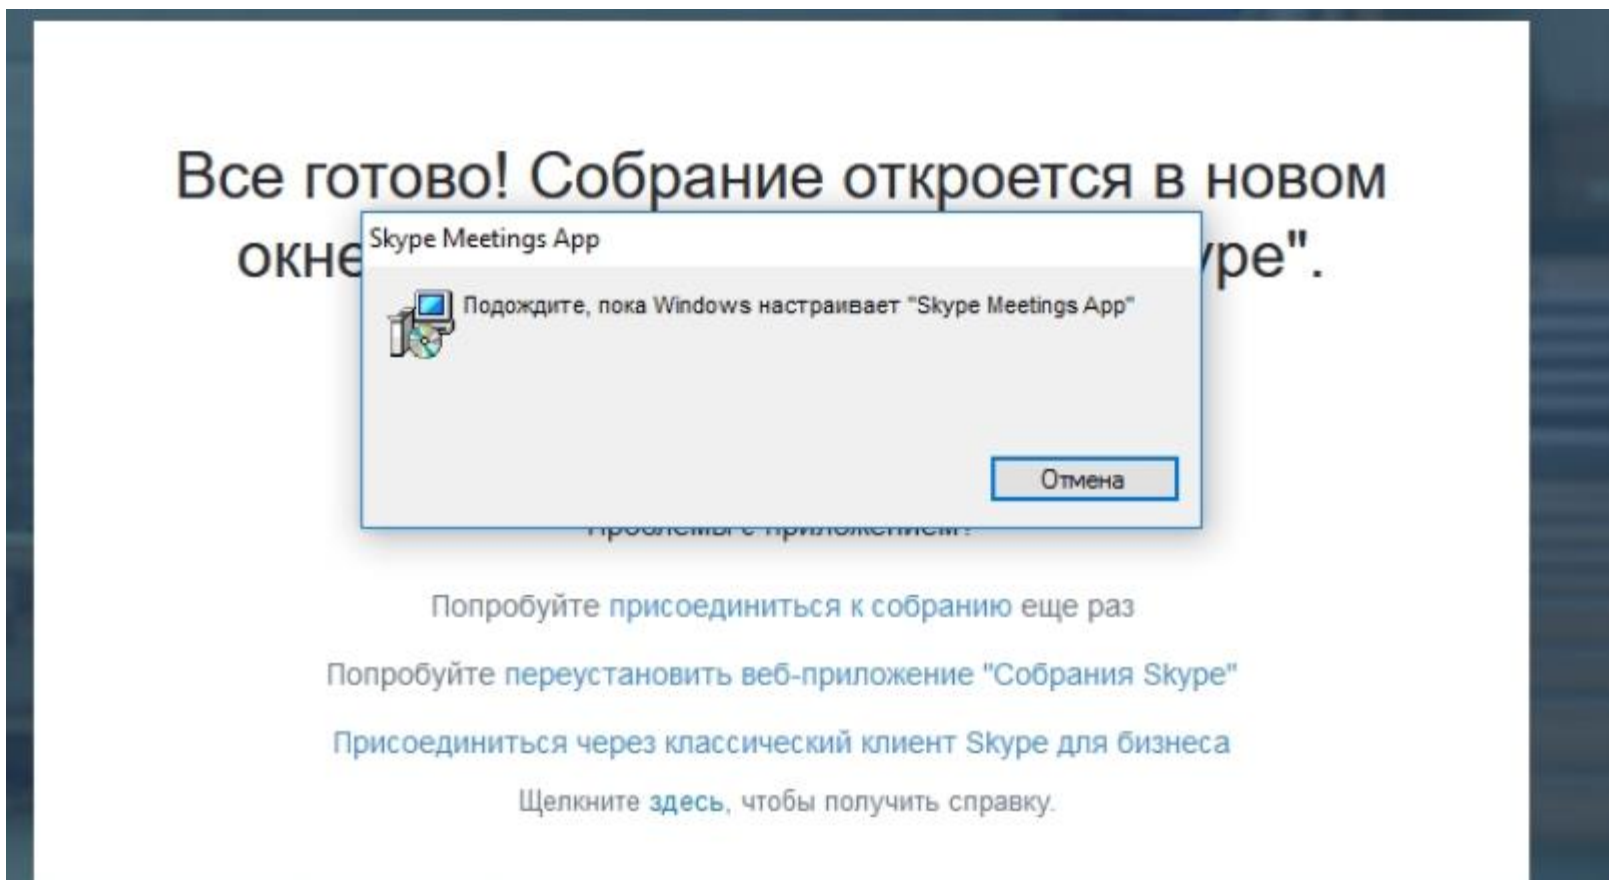 Все готово! Собрание откроется в новом
окне ype".
Skype Meetings App
Подождите, пока Windows настраивает "Skype Meetings App"
Отмена
Проблемы с приложением?
Попробуйте присоединиться к собранию еще раз
Попробуйте переустановить веб-приложение "Собрания Skype"
Присоединиться через классический клиент Skype для бизнеса
Щелкните здесь, чтобы получить справку.